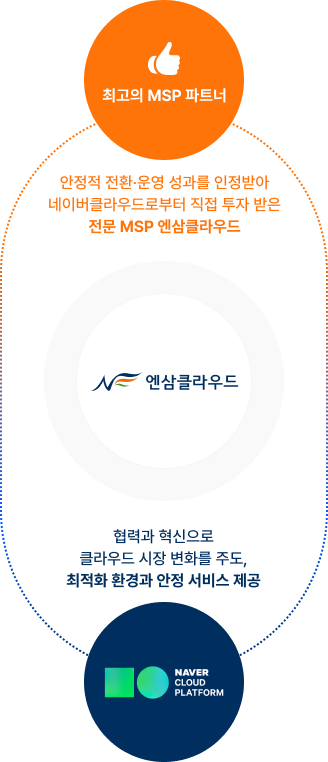 최고의 MSP 파트너
안정적 전환·운영 성과를 인정받아
네이버클라우드로부터 직접 투자 받은
전문 MSP 엔삼클라우드
엔삼클라우드
협력과 혁신으로
클라우드 시장 변화를 주도,
최적화 환경과 안정 서비스 제공
NAVER
CLOUD
PLATFORM